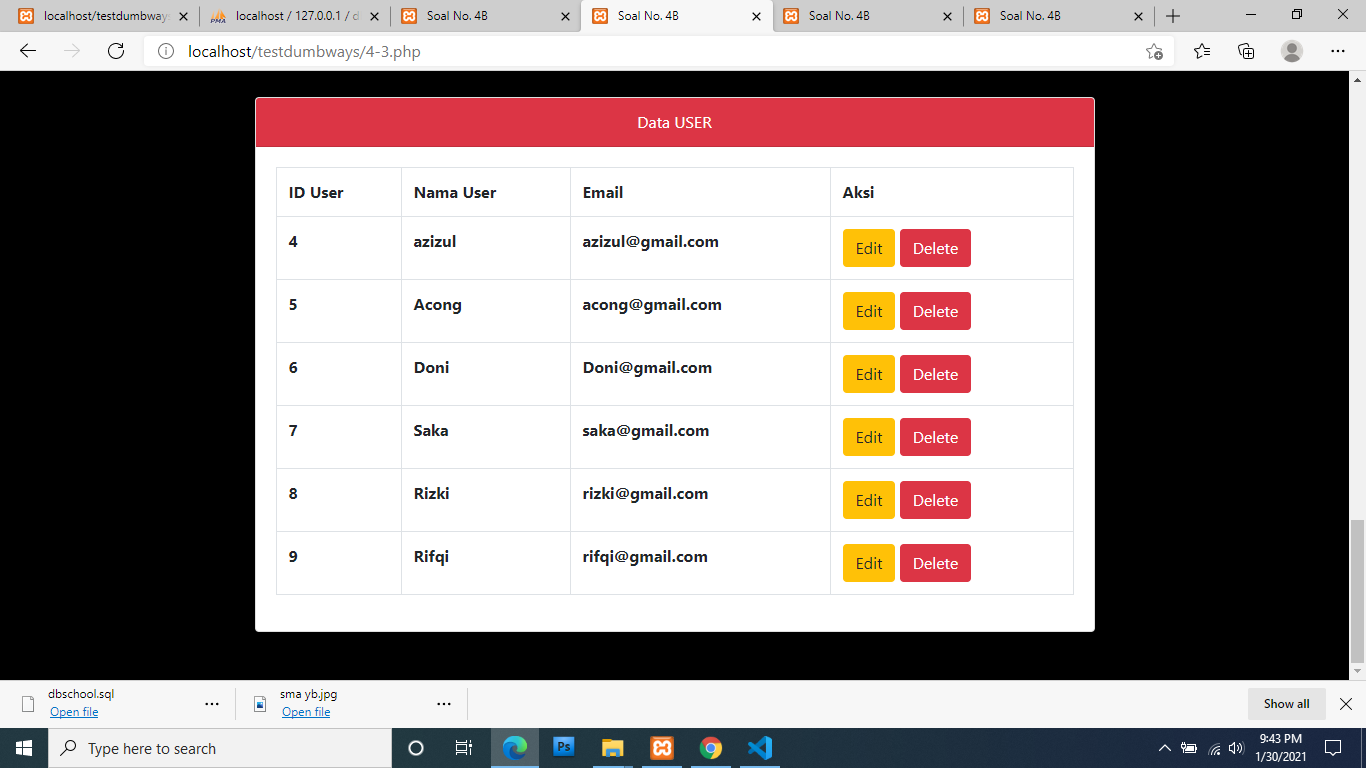 localhost/testdumbways
localhost / 127.0.0.1 / d
Soal No. 4B
Soal No. 4B
Soal No. 4B
Soal No. 4B
localhost/testdumbways/4-3.php
Data USER
ID User Nama User Email Aksi
4 azizul azizul@gmail.com Edit Delete
5 Acong acong@gmail.com Edit Delete
6 Doni Doni@gmail.com Edit Delete
7 Saka saka@gmail.com Edit Delete
8 Rizki rizki@gmail.com Edit Delete
9 Rifqi rifqi@gmail.com Edit Delete
dbschool.sql
Open file
sma yb.jpg
Open file
Show all
Type here to search
Ps
9:43 PM
1/30/2021